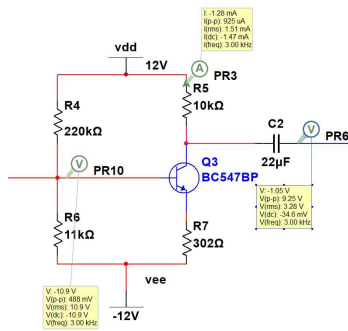 I: -1.28 mA
I(p-p): 925 uA
I(rms): 1.51 mA
I(dc): -1.47 mA
I(freq): 3.00 kHz
vdd
12V
A
PR3
R4
220kΩ
R5
10kΩ
C2
22µF
V
PR6
V
PR10
Q3
BC547BP
R6
11kΩ
R7
302Ω
V: -1.05 V
V(p-p): 9.25 V
V(rms): 3.28 V
V(dc): -34.6 mV
V(freq): 3.00 kHz
vee
-12V
V: -10.9 V
V(p-p): 488 mV
V(rms): 10.9 V
V(dc): -10.9 V
V(freq): 3.00 kHz